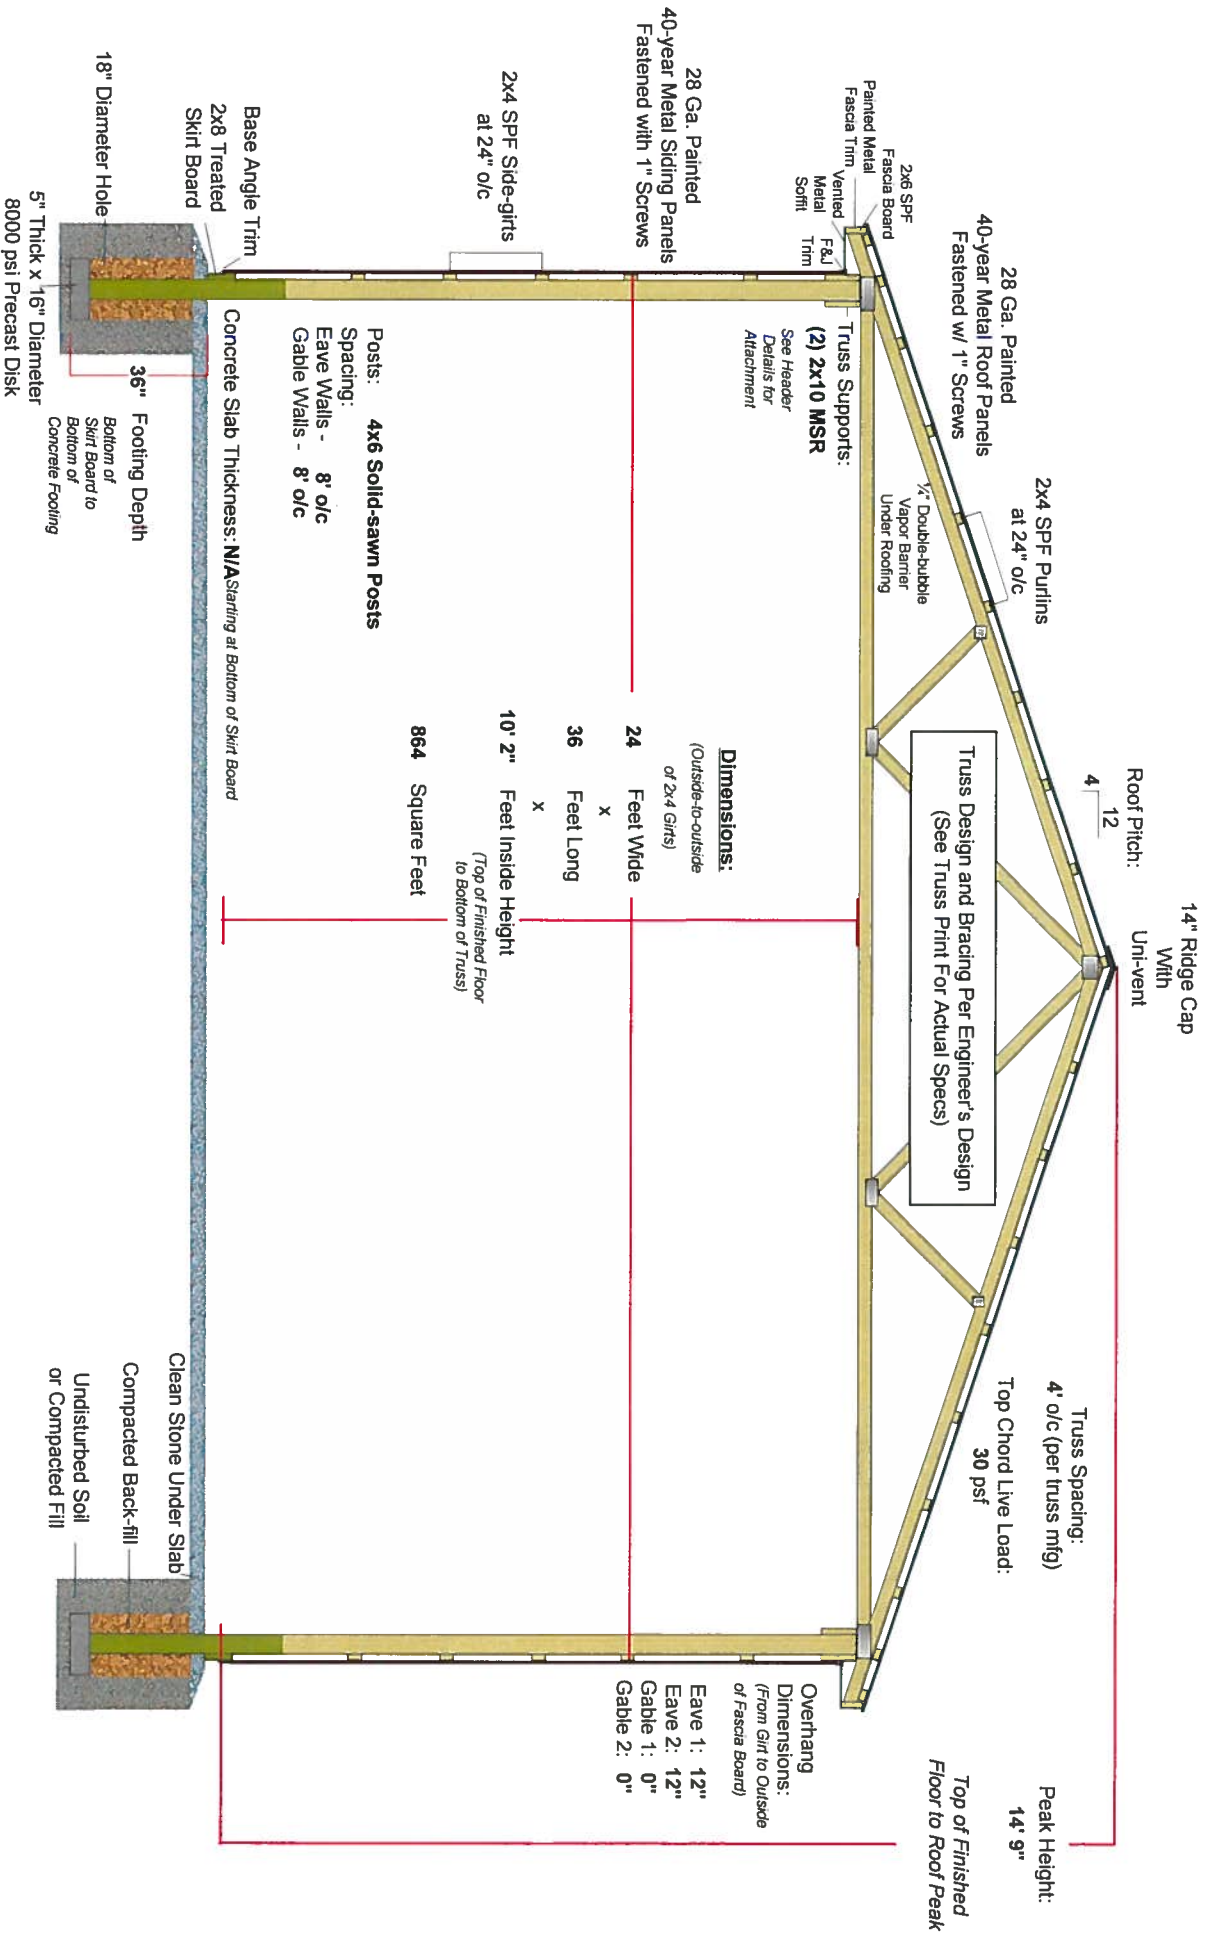 14" Ridge Cap
With
Uni-vent
Roof Pitch:
12
4
28 Ga. Painted
40-year Metal Roof Panels
Fastened w/ 1" Screws
2x4 SPF Purlins
at 24" o/c
2x6 SPF
Fascia Board
Painted Metal
Fascia Trim
Vented
Metal
Soffit
F&J
Trim
¼" Double-bubble
Vapor Barrier
Under Roofing
Truss Design and Bracing Per Engineer's Design
(See Truss Print For Actual Specs)
Truss Spacing:
4' o/c (per truss mfg)
Top Chord Live Load:
30 psf
Peak Height:
14' 9"
Top of Finished
Floor to Roof Peak
Truss Supports:
(2) 2x10 MSR
See Header
Details for
Attachment
28 Ga. Painted
40-year Metal Siding Panels
Fastened with 1" Screws
Dimensions:
(Outside-to-outside
of 2x4 Girts)
24 Feet Wide
x
36 Feet Long
x
10' 2" Feet Inside Height
(Top of Finished Floor
to Bottom of Truss)
864 Square Feet
Overhang
Dimensions:
(From Girt to Outside
of Fascia Board)
Eave 1: 12"
Eave 2: 12"
Gable 1: 0"
Gable 2: 0"
2x4 SPF Side-girts
at 24" o/c
Posts: 4x6 Solid-sawn Posts
Spacing:
Eave Walls - 8' o/c
Gable Walls - 8' o/c
Base Angle Trim
2x8 Treated
Skirt Board
Concrete Slab Thickness: N/A Starting at Bottom of Skirt Board
18" Diameter Hole
36" Footing Depth
Bottom of
Skirt Board to
Bottom of
Concrete Footing
5" Thick x 16" Diameter
8000 psi Precast Disk
Clean Stone Under Slab
Compacted Back-fill
Undisturbed Soil
or Compacted Fill